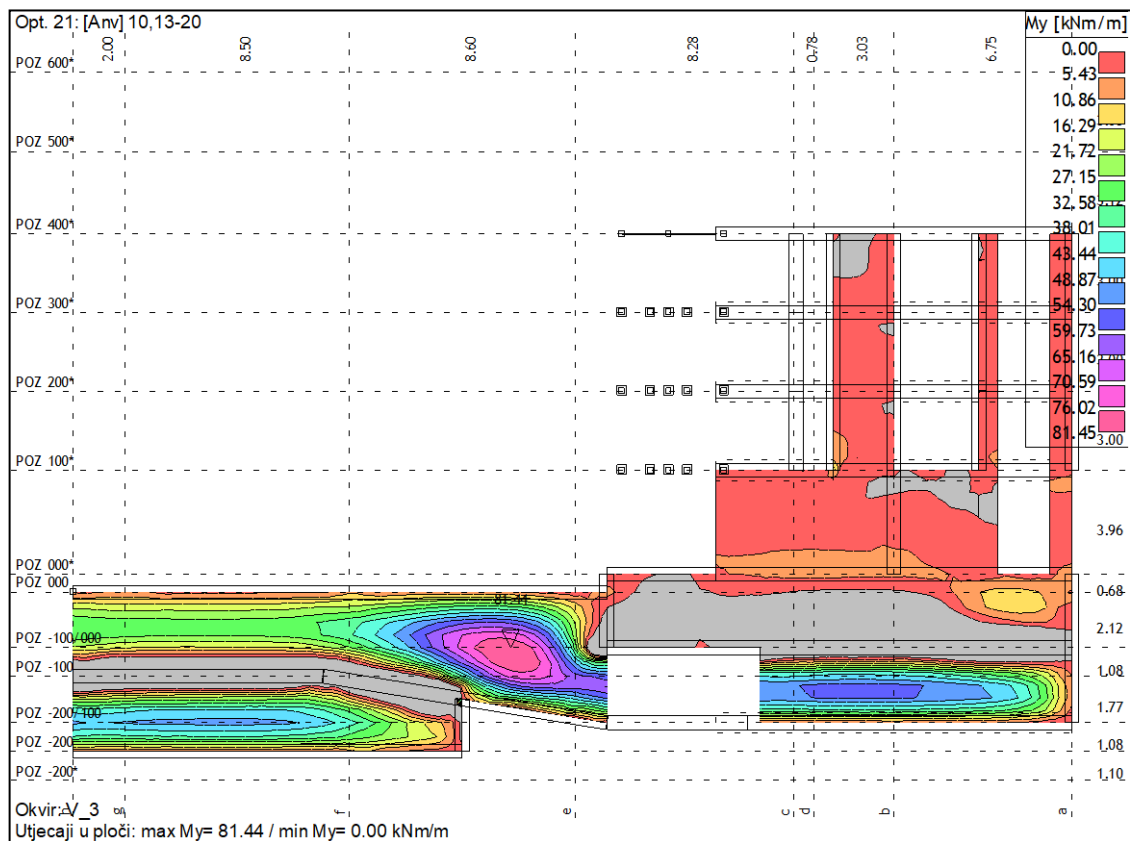 Opt. 21: [Anv] 10,13-20
My [kNm/m]
2.00
8.50
8.60
8.28
0.78
3.03
6.75
0.00
5.43
10.86
16.29
21.72
27.15
32.58
38.01
43.44
48.87
54.30
59.73
65.16
70.59
76.02
81.45
POZ 600*
POZ 500*
POZ 400*
POZ 300*
POZ 200*
POZ 100*
3.00
3.96
POZ 000*
POZ 000
0.68
81.44
POZ -100/000
2.12
POZ -100
1.08
POZ -200/100
1.77
POZ -200
1.08
POZ -200*
1.10
g
f
e
c
d
b
a
Okvir: V_3
Utjecaji u ploči: max My= 81.44 / min My= 0.00 kNm/m